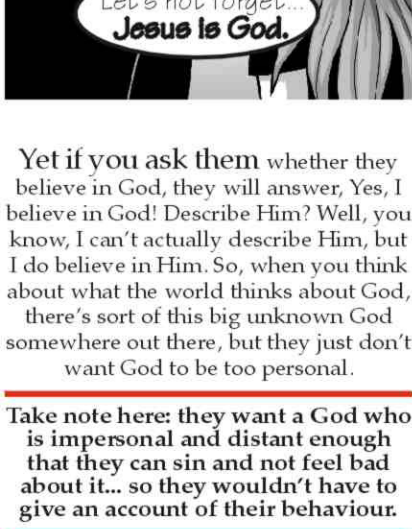 Let's not forget...
Jesus is God.
Yet if you ask them whether they
believe in God, they will answer, Yes, I
believe in God! Describe Him? Well, you
know, I can't actually describe Him, but
I do believe in Him. So, when you think
about what the world thinks about God,
there's sort of this big unknown God
somewhere out there, but they just don't
want God to be too personal.
Take note here: they want a God who
is impersonal and distant enough
that they can sin and not feel bad
about it... so they wouldn't have to
give an account of their behaviour.